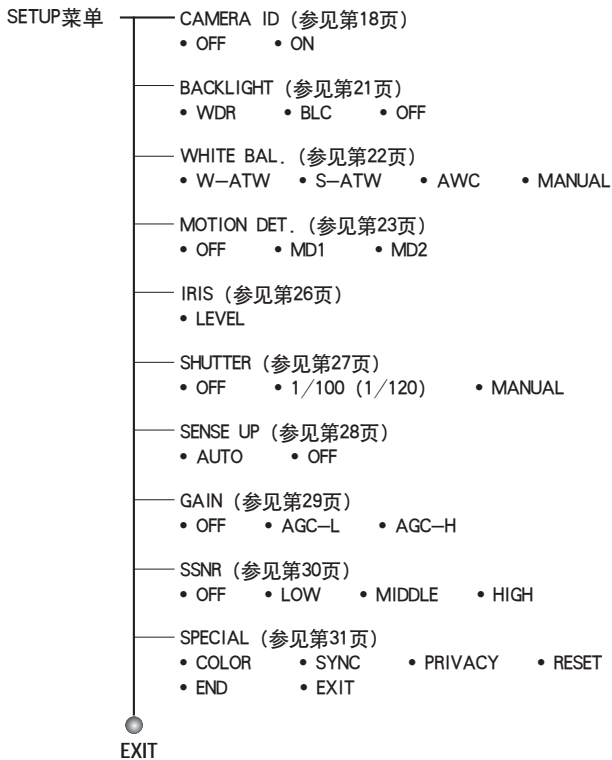 SETUP菜单
CAMERA ID (参见第18页)
• OFF • ON
BACKLIGHT (参见第21页)
• WDR • BLC • OFF
WHITE BAL. (参见第22页)
• W—ATW • S—ATW • AWC • MANUAL
MOTION DET. (参见第23页)
• OFF • MD1 • MD2
IRIS (参见第26页)
• LEVEL
SHUTTER (参见第27页)
• OFF • 1/100 (1/120) • MANUAL
SENSE UP (参见第28页)
• AUTO • OFF
GAIN (参见第29页)
• OFF • AGC—L • AGC—H
SSNR (参见第30页)
• OFF • LOW • MIDDLE • HIGH
SPECIAL (参见第31页)
• COLOR • SYNC • PRIVACY • RESET
• END • EXIT
EXIT